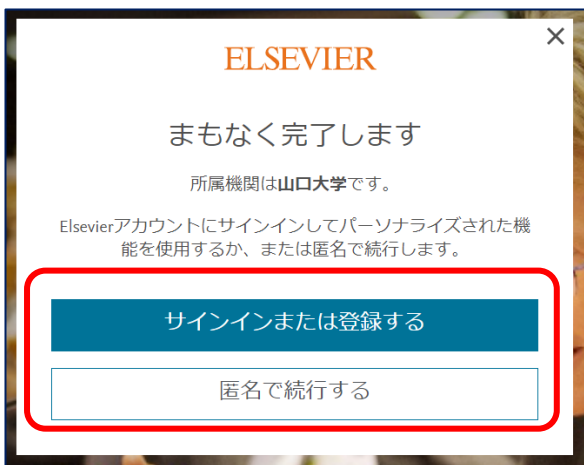 ELSEVIER
まもなく完了します
所属機関は山口大学です。
Elsevierアカウントにサインインしてパーソナライズされた機
能を使用するか、または匿名で続行します。
サインインまたは登録する
匿名で続行する